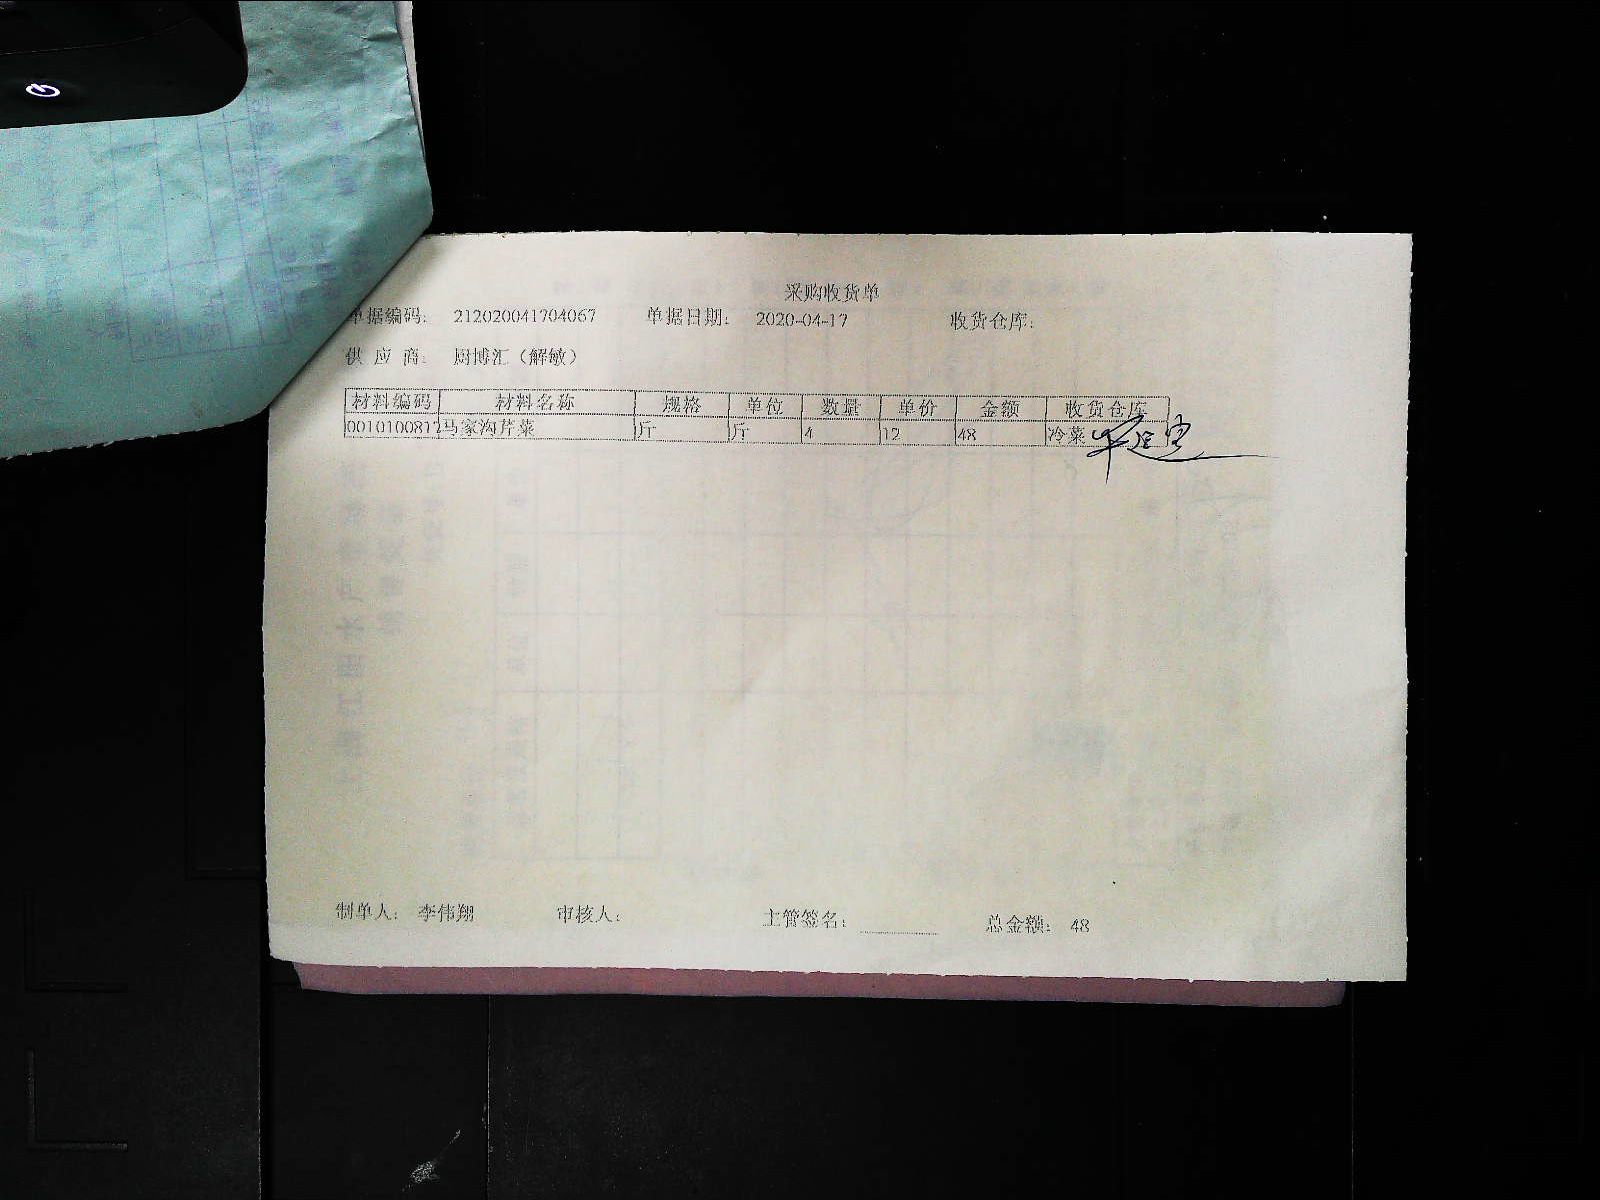 采购收货单
单据编码： 212020041704067 单据日期： 2020-04-17 收货仓库：
供 应 商： 厨博汇（解敏）
材料编码 材料名称 规格 单位 数量 单价 金额 收货仓库
0010100817 马家沟芹菜 斤 斤 4 12 48 冷菜
制单人： 李伟翔 审核人： 主管签名： 总金额： 48